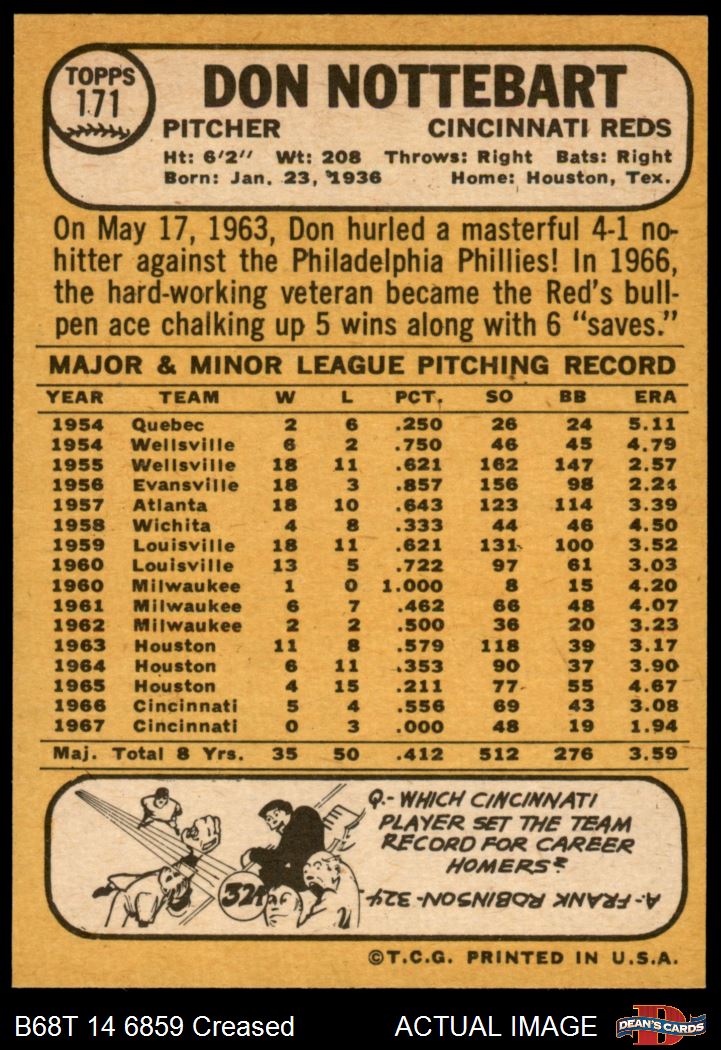 TOPPS
171
DON NOTTEBART
PITCHER CINCINNATI REDS
Ht: 6'2" Wt: 208 Throws: Right Bats: Right
Born: Jan. 23, 1936 Home: Houston, Tex.
On May 17, 1963, Don hurled a masterful 4-1 no-
hitter against the Philadelphia Phillies! In 1966,
the hard-working veteran became the Red's bull-
pen ace chalking up 5 wins along with 6 "saves."
MAJOR & MINOR LEAGUE PITCHING RECORD
YEAR TEAM W L PCT. SO BB ERA
1954 Quebec 2 6 .250 26 24 5.11
1954 Wellsville 6 2 .750 46 45 4.79
1955 Wellsville 18 11 .621 162 147 2.57
1956 Evansville 18 3 .857 156 98 2.24
1957 Atlanta 18 10 .643 123 114 3.39
1958 Wichita 4 8 .333 44 46 4.50
1959 Louisville 18 11 .621 131 100 3.52
1960 Louisville 13 5 .722 97 61 3.03
1960 Milwaukee 1 0 1.000 8 15 4.20
1961 Milwaukee 6 7 .462 66 48 4.07
1962 Milwaukee 2 2 .500 36 20 3.23
1963 Houston 11 8 .579 118 39 3.17
1964 Houston 6 11 .353 90 37 3.90
1965 Houston 4 15 .211 77 55 4.67
1966 Cincinnati 5 4 .556 69 43 3.08
1967 Cincinnati 0 3 .000 48 19 1.94
Maj. Total 8 Yrs. 35 50 .412 512 276 3.59
Q.- WHICH CINCINNATI
PLAYER SET THE TEAM
RECORD FOR CAREER
HOMERS?
A.- FRANK ROBINSON-324
324
©T.C.G. PRINTED IN U.S.A.
B68T 14 6859 Creased ACTUAL IMAGE
D
DEAN'S CARDS